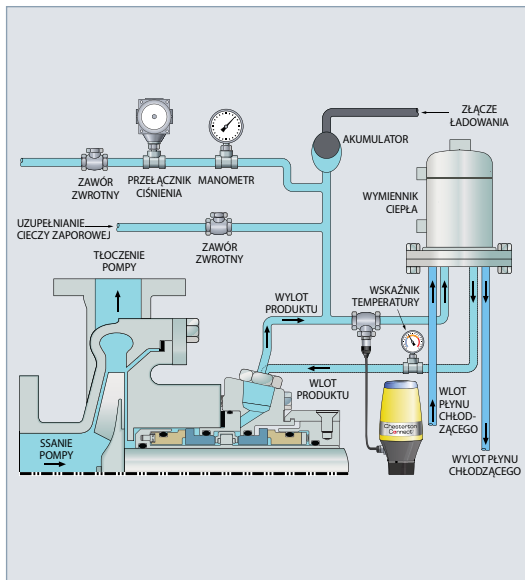 ZŁĄCZE
ŁADOWANIA
AKUMULATOR
ZAWÓR
ZWROTNY
PRZEŁĄCZNIK
CIŚNIENIA
MANOMETR
WYMIENNIK
CIEPŁA
UZUPEŁNIANIE
CIECZY ZAPOROWEJ
ZAWÓR
ZWROTNY
TŁOCZENIE
POMPY
WYLOT
PRODUKTU
WSKAŹNIK
TEMPERATURY
WLOT
PRODUKTU
WLOT
PŁYNU
CHŁOD-
ZĄCEGO
Chesterton
Connect
SSANIE
POMPY
WYLOT PŁYNU
CHŁODZĄCEGO